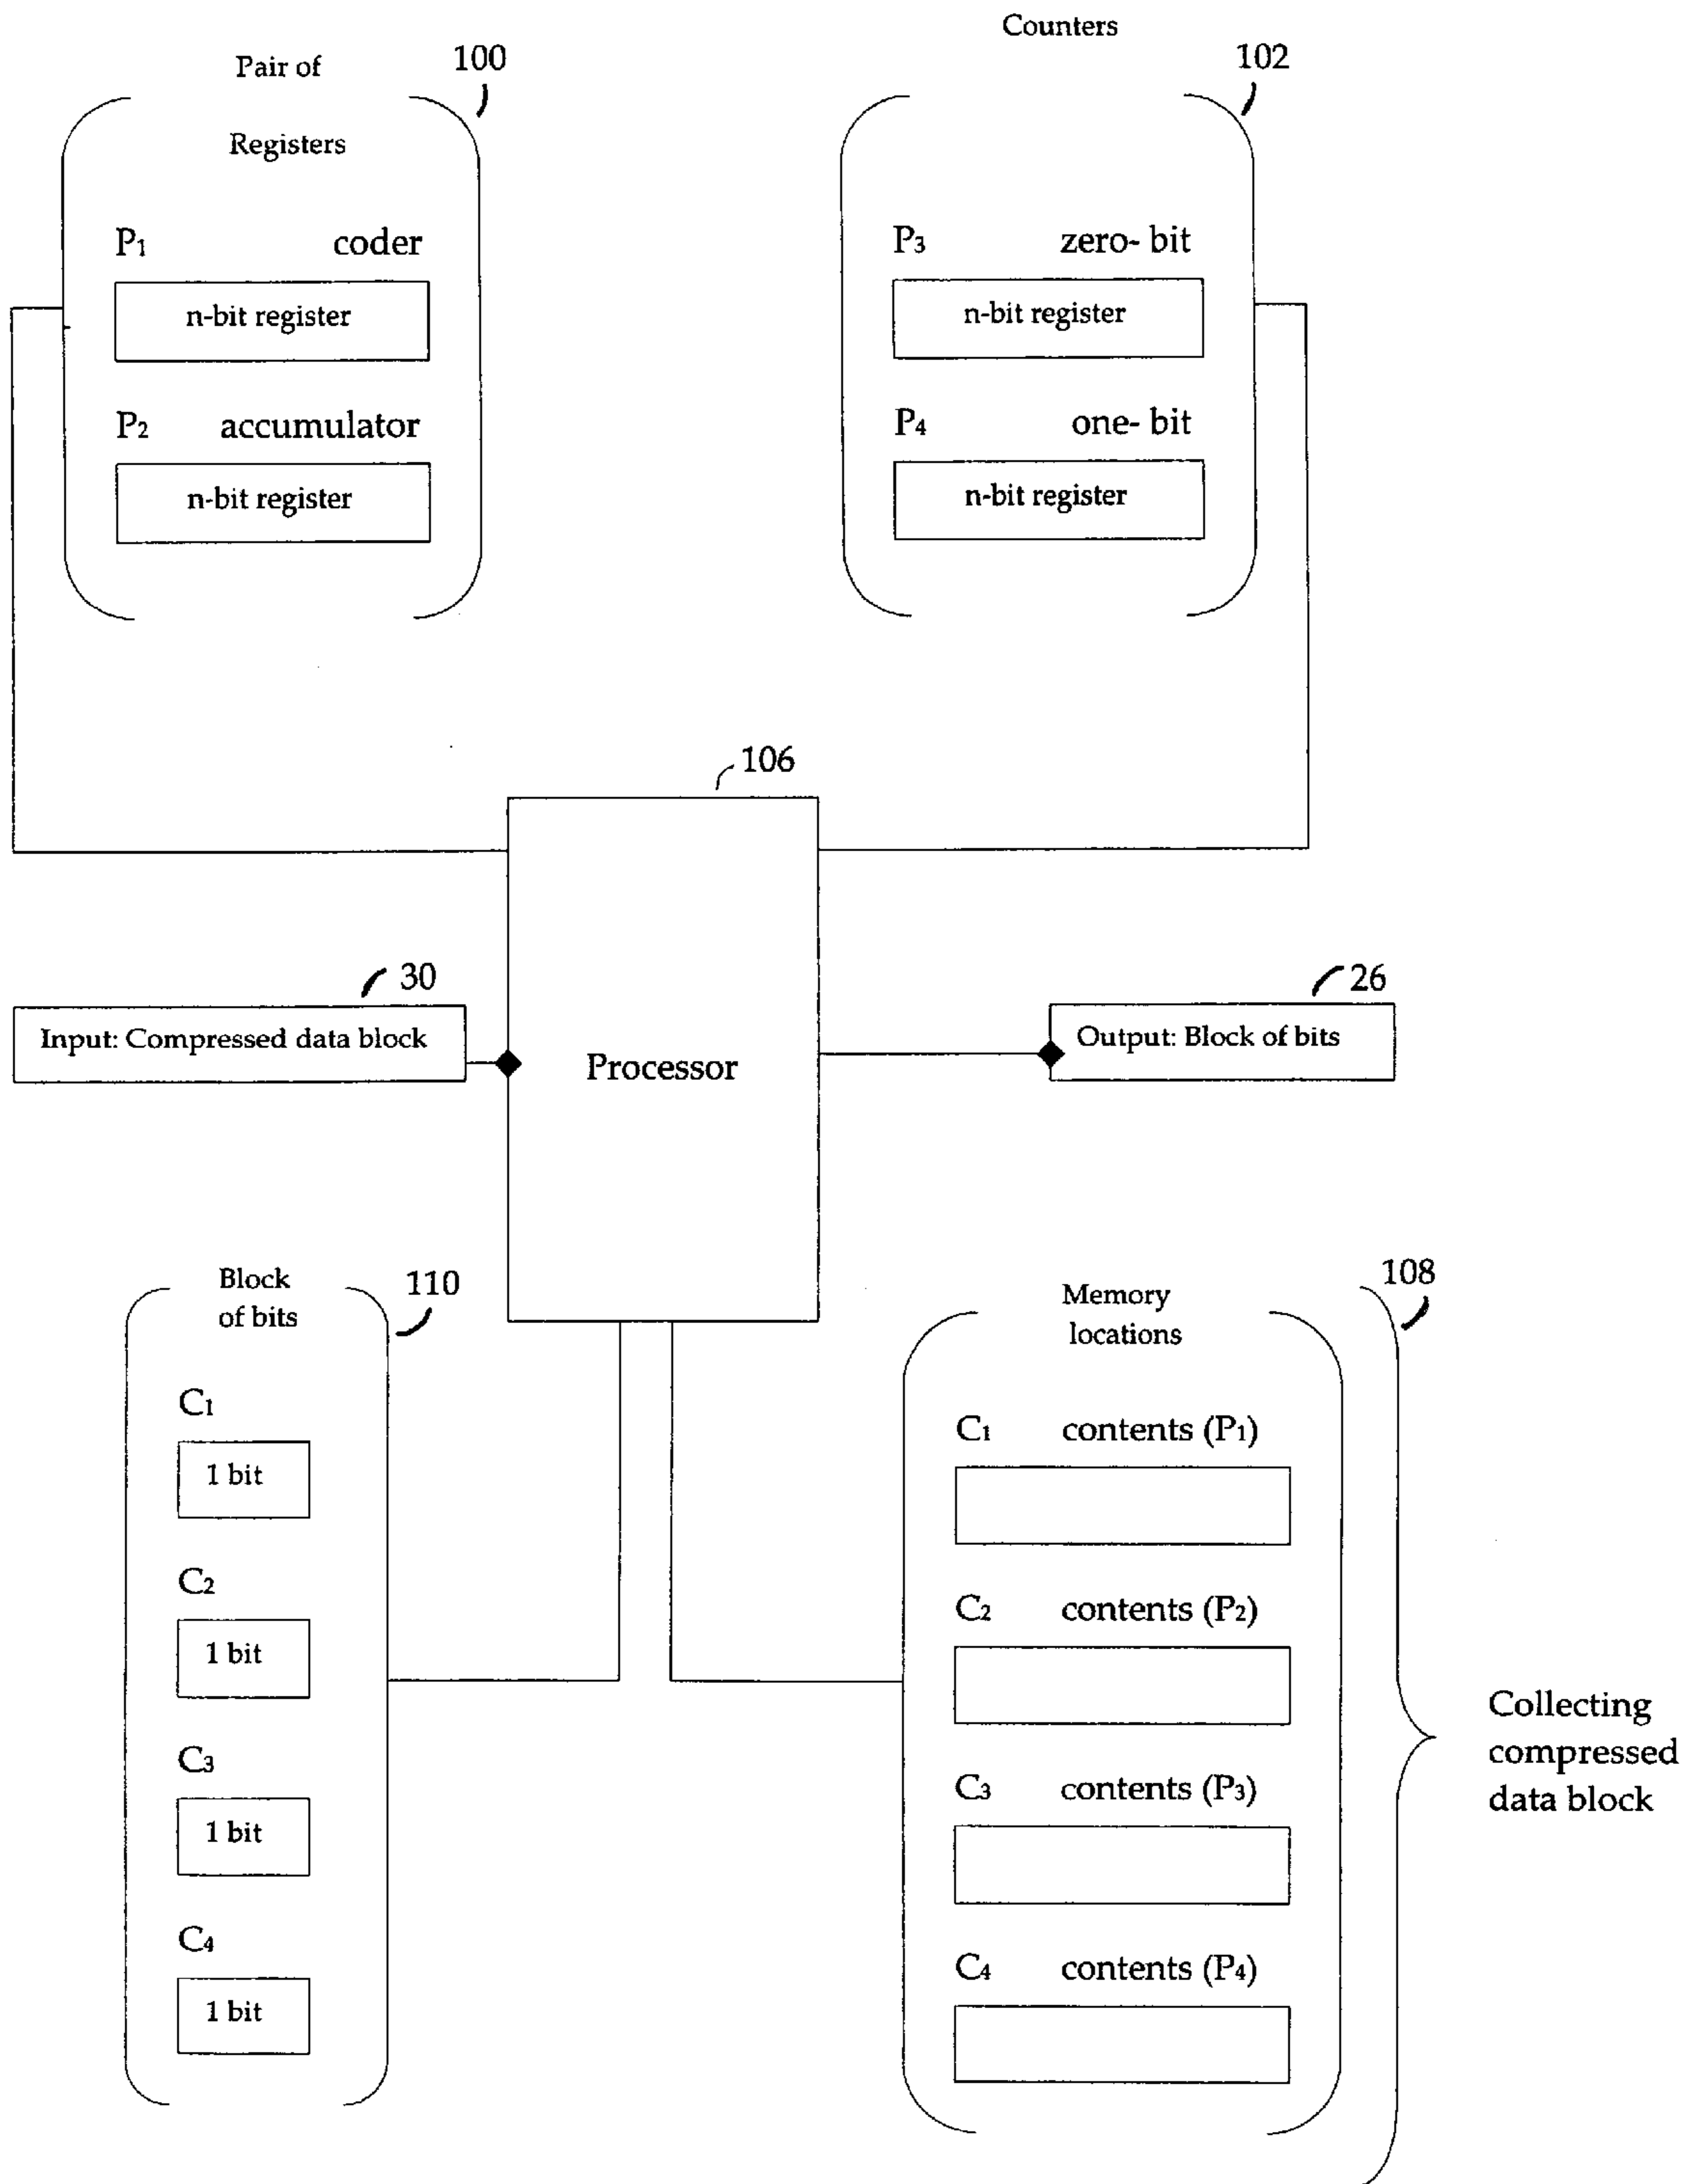 Counters
Pair of
Registers
100
102
P1 coder
n-bit register
P2 accumulator
n-bit register
P3 zero- bit
n-bit register
P4 one- bit
n-bit register
106
Processor
30
Input: Compressed data block
26
Output: Block of bits
Block
of bits
110
C1
1 bit
C2
1 bit
C3
1 bit
C4
1 bit
Memory
locations
108
C1 contents (P1)
C2 contents (P2)
C3 contents (P3)
C4 contents (P4)
Collecting
compressed
data block